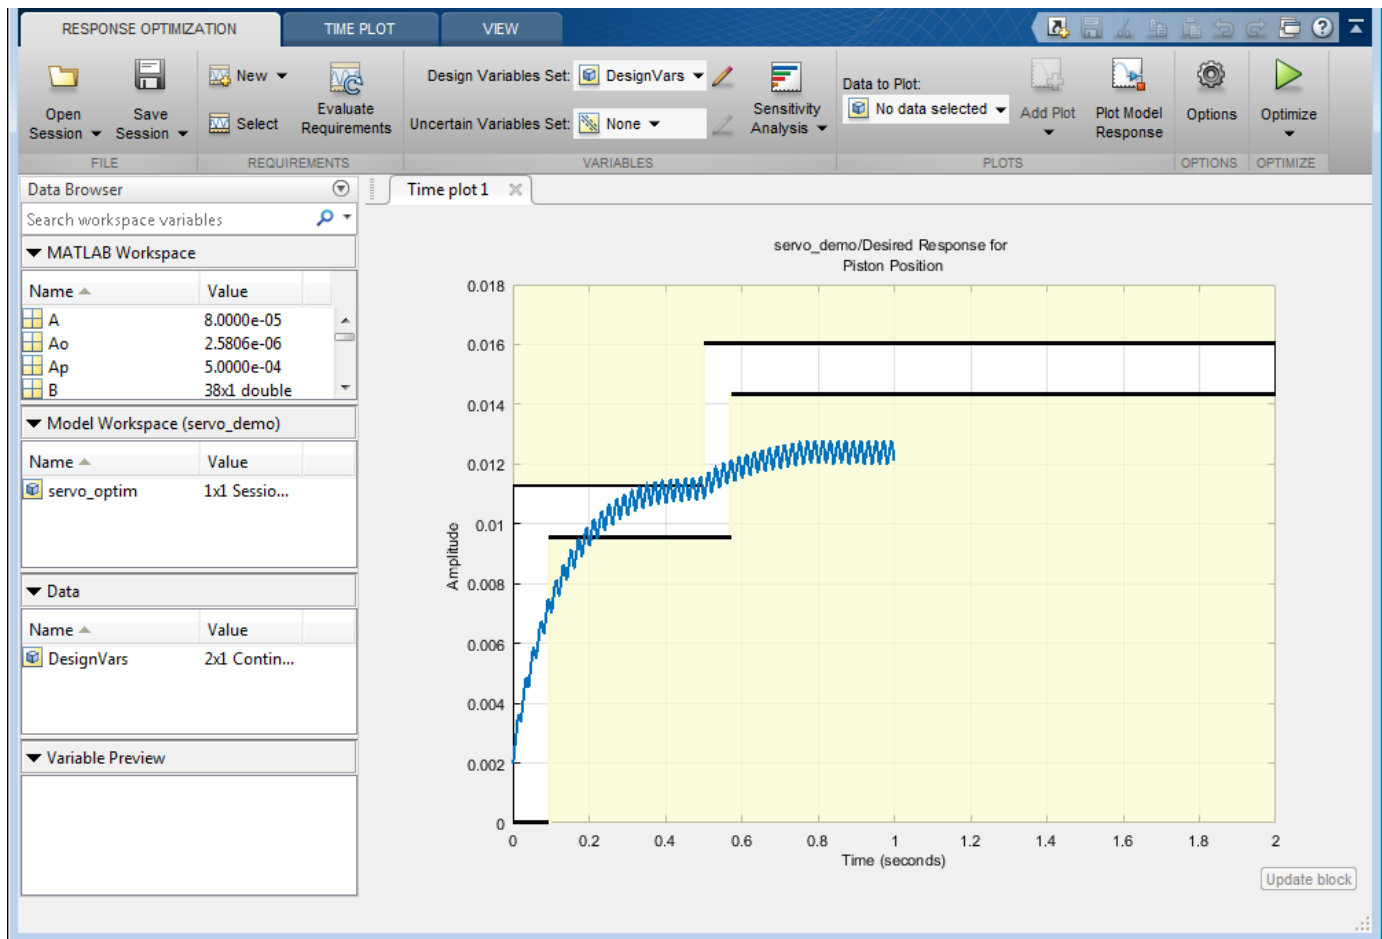 RESPONSE OPTIMIZATION TIME PLOT VIEW
Open Session
Save Session
New
Select
Evaluate Requirements
Design Variables Set: DesignVars
Uncertain Variables Set: None
Sensitivity Analysis
Data to Plot:
No data selected
Add Plot
Plot Model Response
Options
Optimize
FILE REQUIREMENTS VARIABLES PLOTS OPTIONS OPTIMIZE
Data Browser
Search workspace variables
MATLAB Workspace
Name Value
A 8.0000e-05
Ao 2.5806e-06
Ap 5.0000e-04
B 38x1 double
Model Workspace (servo_demo)
Name Value
servo_optim 1x1 Sessio...
Data
Name Value
DesignVars 2x1 Contin...
Variable Preview
Time plot 1
servo_demo/Desired Response for
Piston Position
0.018
0.016
0.014
0.012
0.01
0.008
0.006
0.004
0.002
0
Amplitude
0 0.2 0.4 0.6 0.8 1 1.2 1.4 1.6 1.8 2
Time (seconds)
Update block